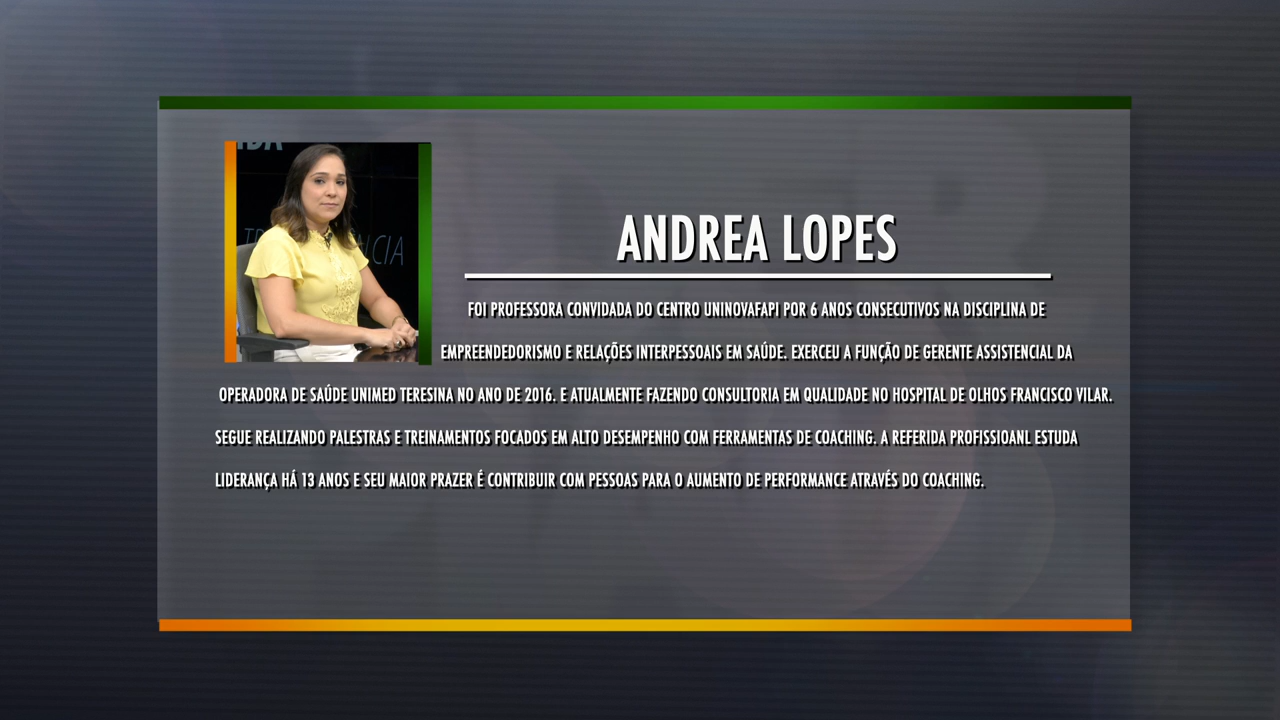 ANDREA LOPES
FOI PROFESSORA CONVIDADA DO CENTRO UNINOVAFAPI POR 6 ANOS CONSECUTIVOS NA DISCIPLINA DE
EMPREENDEDORISMO E RELAÇÕES INTERPESSOAIS EM SAÚDE. EXERCEU A FUNÇÃO DE GERENTE ASSISTENCIAL DA
OPERADORA DE SAÚDE UNIMED TERESINA NO ANO DE 2016. E ATUALMENTE FAZENDO CONSULTORIA EM QUALIDADE NO HOSPITAL DE OLHOS FRANCISCO VILAR.
SEGUE REALIZANDO PALESTRAS E TREINAMENTOS FOCADOS EM ALTO DESEMPENHO COM FERRAMENTAS DE COACHING. A REFERIDA PROFISSIOANL ESTUDA
LIDERANÇA HÁ 13 ANOS E SEU MAIOR PRAZER É CONTRIBUIR COM PESSOAS PARA O AUMENTO DE PERFORMANCE ATRAVÉS DO COACHING.